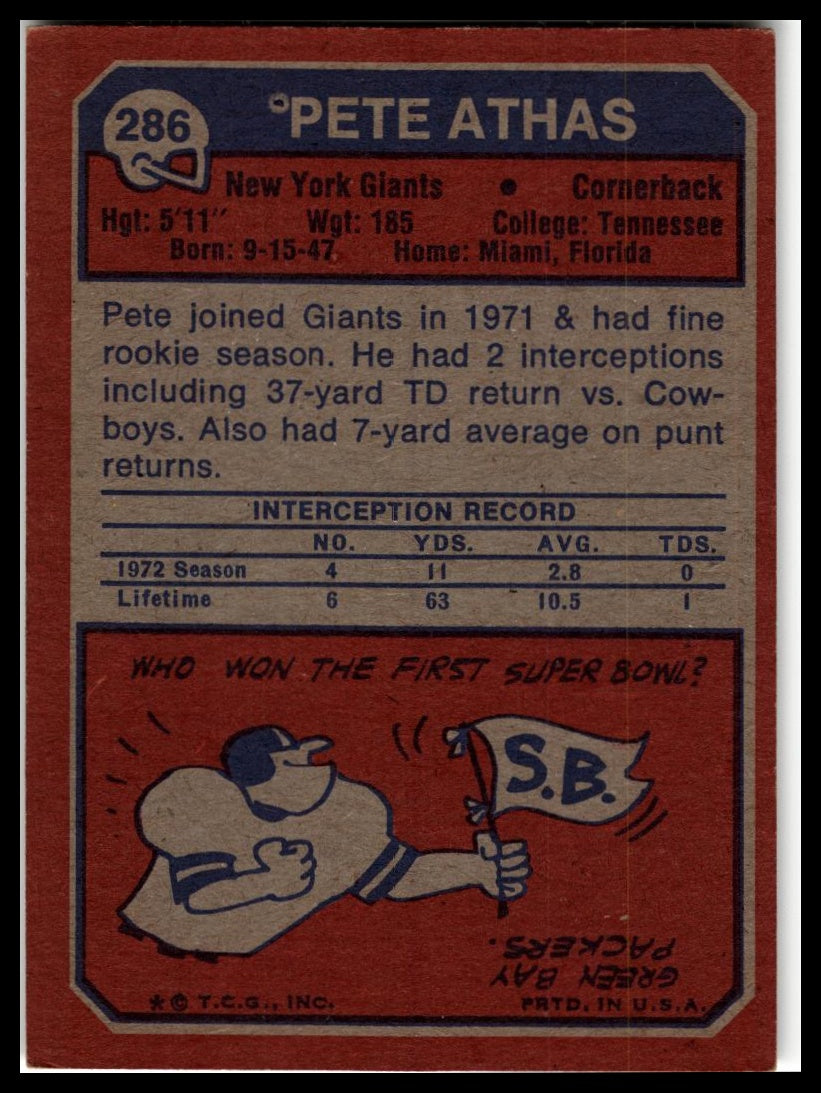 286
PETE ATHAS
New York Giants • Cornerback
Hgt: 5'11" Wgt: 185 College: Tennessee
Born: 9-15-47 Home: Miami, Florida
Pete joined Giants in 1971 & had fine
rookie season. He had 2 interceptions
including 37-yard TD return vs. Cow-
boys. Also had 7-yard average on punt
returns.
INTERCEPTION RECORD
NO. YDS. AVG. TDS.
1972 Season 4 11 2.8 0
Lifetime 6 63 10.5 1
WHO WON THE FIRST SUPER BOWL?
S.B.
GREEN BAY
PACKERS.
* © T.C.G., INC. PRTD. IN U.S.A.